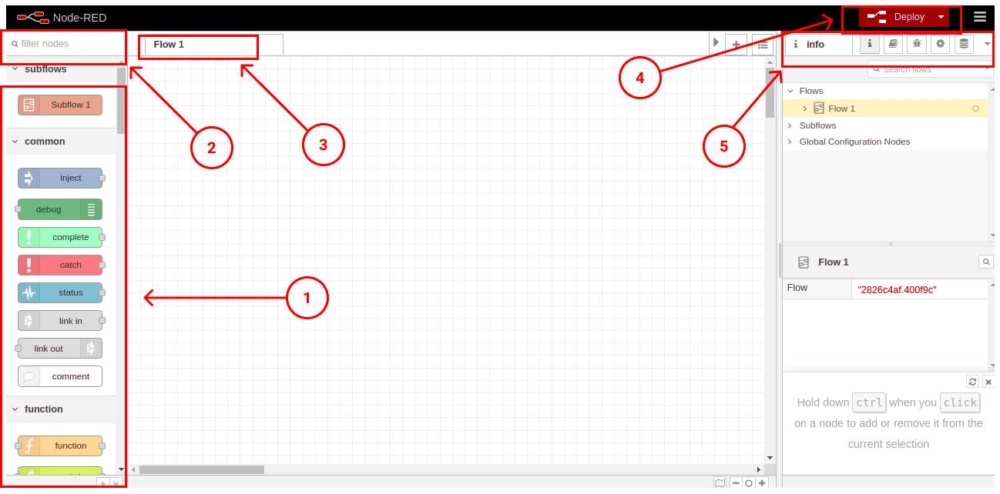 Node-RED
Deploy
filter nodes
Flow 1
info
subflows
Search flows
Subflow 1
common
inject
debug
complete
catch
status
link in
link out
comment
function
function
1
2
3
4
5
Flows
Flow 1
Subflows
Global Configuration Nodes
Flow 1
Flow "2826c4af.400f9c"
Hold down ctrl when you click
on a node to add or remove it from the
current selection